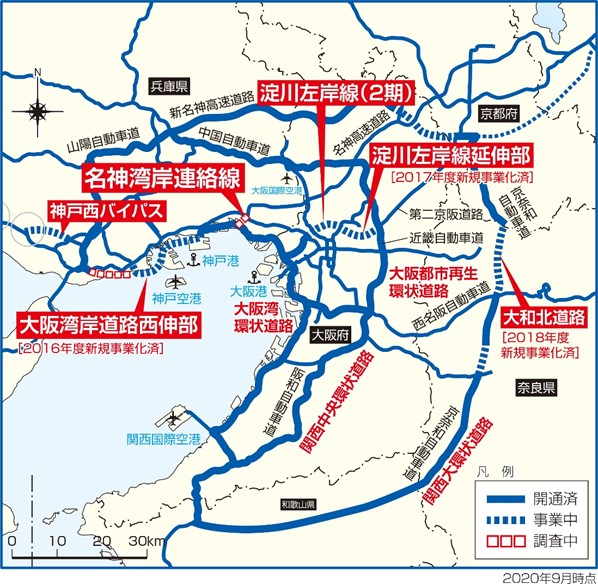 N
兵庫県
新名神高速道路
山陽自動車道
中国自動車道
淀川左岸線(2期)
名神高速道路
京都府
淀川左岸線延伸部
[2017年度新規事業化済]
名神湾岸連絡線
大阪国際空港
神戸西バイパス
第二京阪道路
近畿自動車道
京奈和自動車道
神戸港
神戸空港
大阪港
大阪湾環状道路
大阪都市再生
環状道路
大阪湾岸道路西伸部
[2016年度新規事業化済]
大阪府
西名阪自動車道
大和北道路
[2018年度
新規事業化済]
奈良県
阪和自動車道
関西中央環状道路
関西国際空港
京奈和自動車道
関西大環状道路
和歌山県
凡 例
開通済
事業中
調査中
0 10 20 30km
2020年9月時点